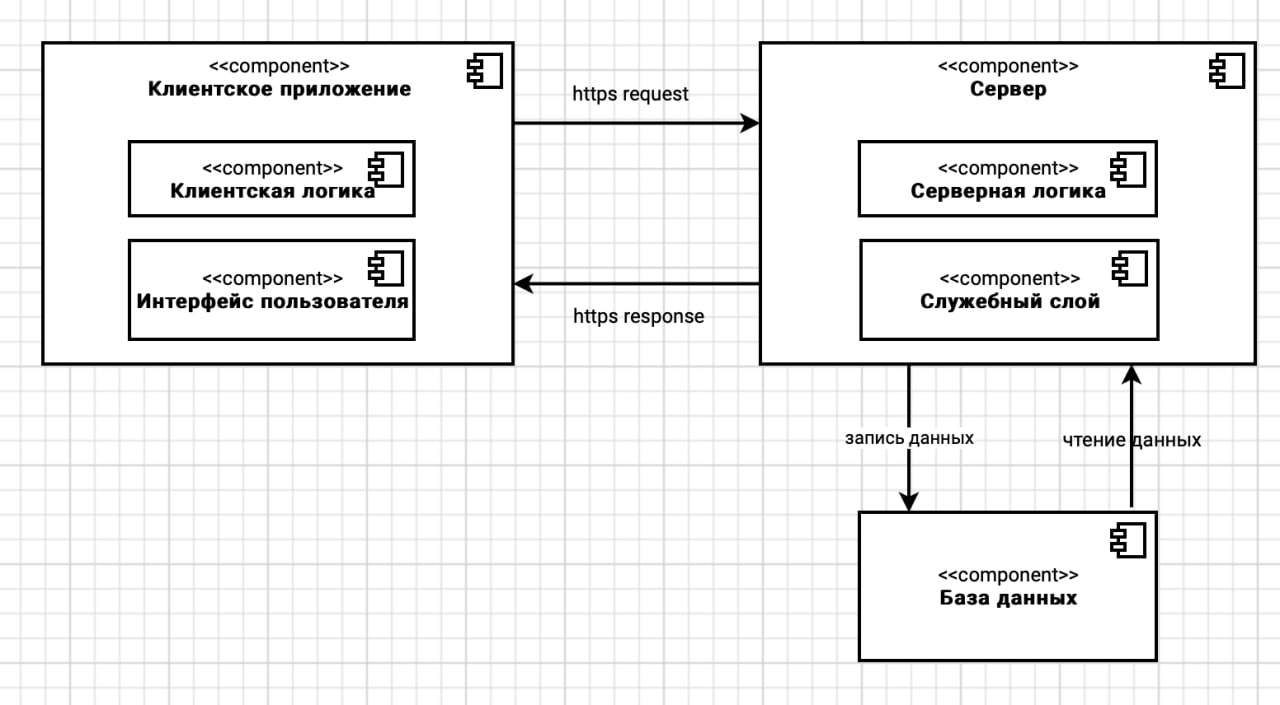 <<component>>
Клиентское приложение
<<component>>
Клиентская логика
<<component>>
Интерфейс пользователя
https request
https response
<<component>>
Сервер
<<component>>
Серверная логика
<<component>>
Служебный слой
запись данных
чтение данных
<<component>>
База данных